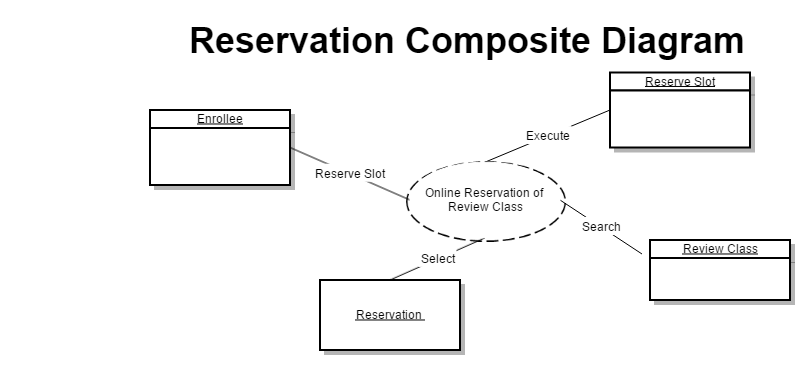 Reservation Composite Diagram
Reserve Slot
Enrollee
Execute
Reserve Slot
Online Reservation of
Review Class
Search
Select
Review Class
Reservation